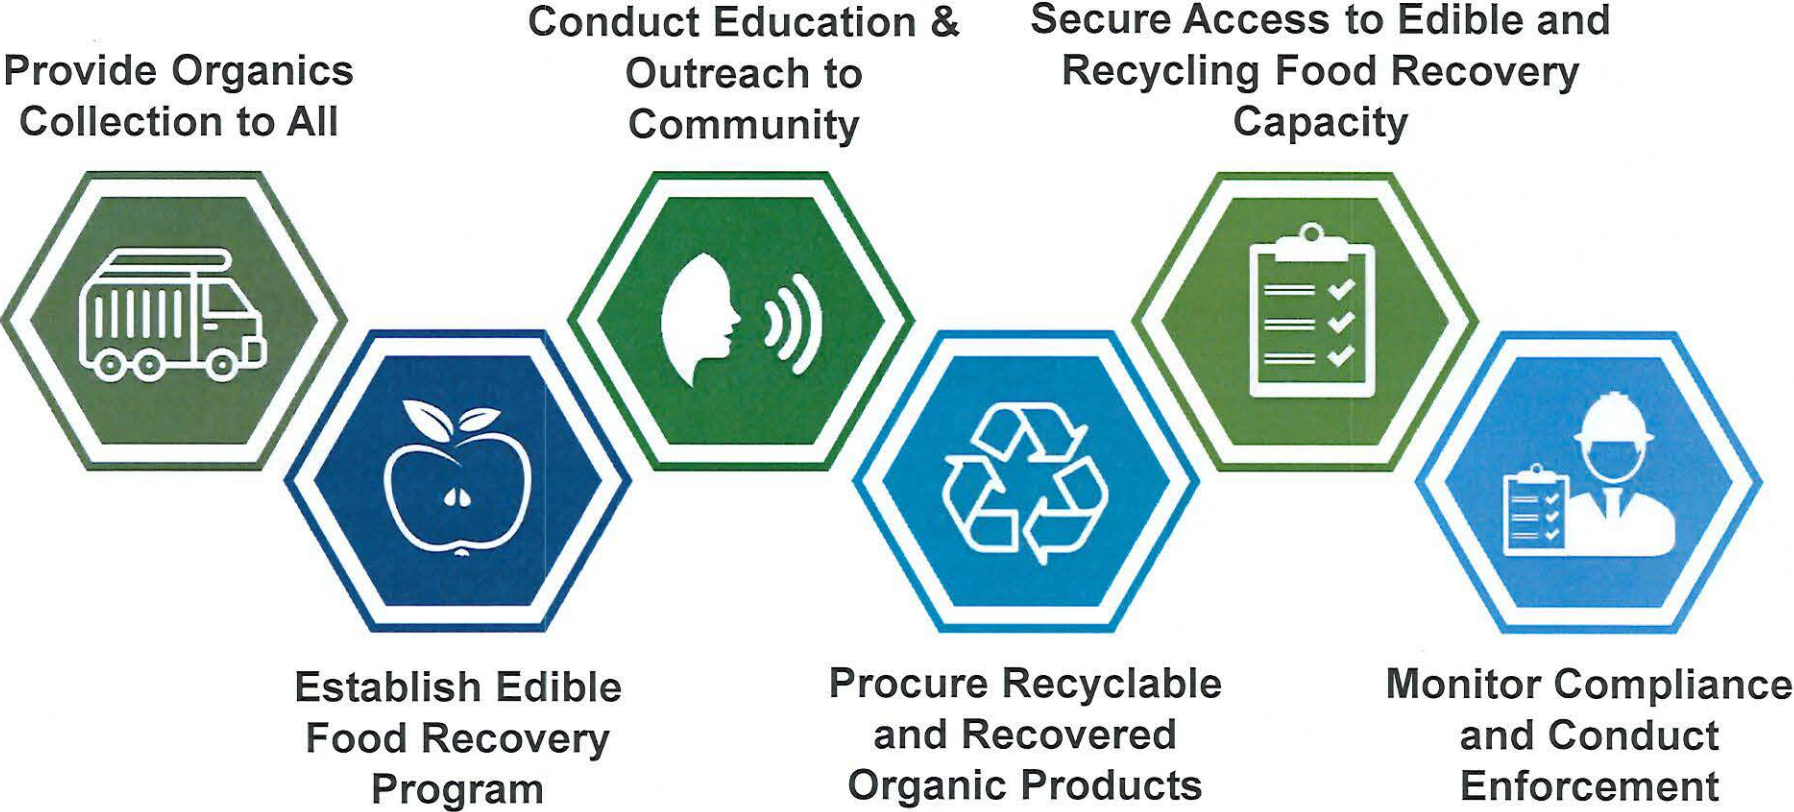 Provide Organics
Collection to All
Establish Edible
Food Recovery
Program
Conduct Education &
Outreach to
Community
Procure Recyclable
and Recovered
Organic Products
Secure Access to Edible and
Recycling Food Recovery
Capacity
Monitor Compliance
and Conduct
Enforcement